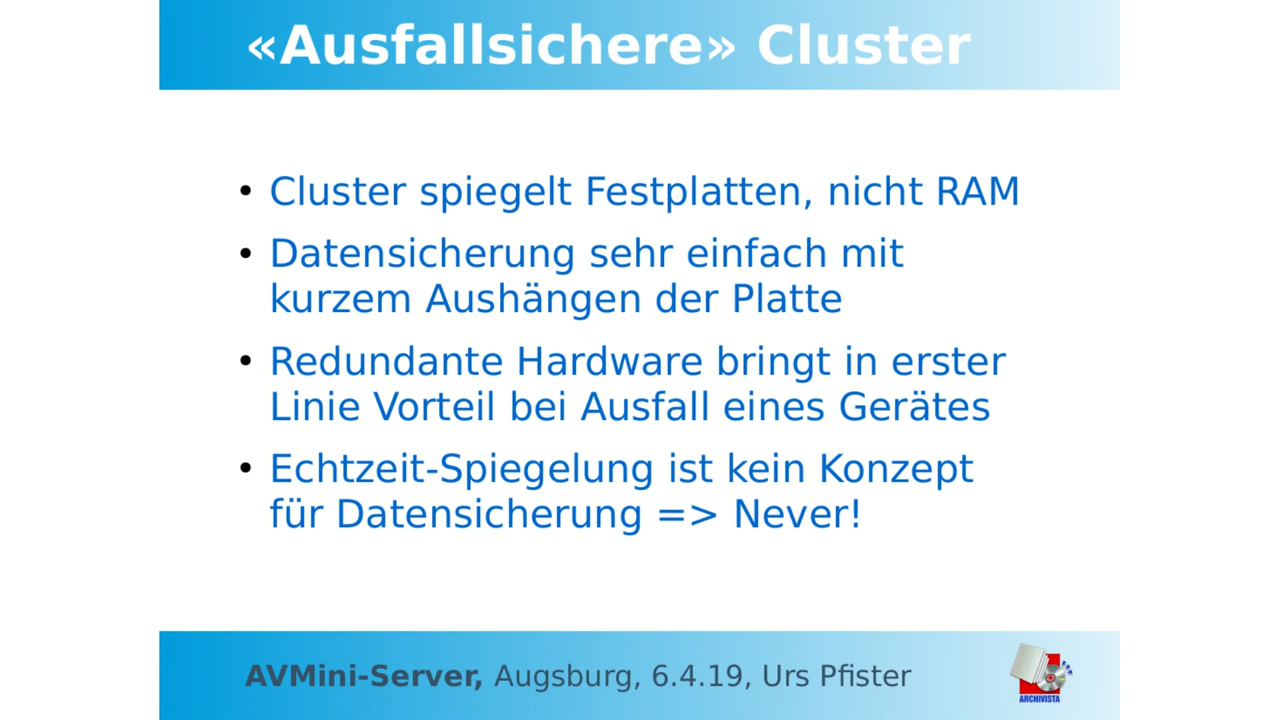 «Ausfallsichere» Cluster
• Cluster spiegelt Festplatten, nicht RAM
• Datensicherung sehr einfach mit
kurzem Aushängen der Platte
• Redundante Hardware bringt in erster
Linie Vorteil bei Ausfall eines Gerätes
• Echtzeit-Spiegelung ist kein Konzept
für Datensicherung => Never!
AVMini-Server, Augsburg, 6.4.19, Urs Pfister
ARCHIVISTA